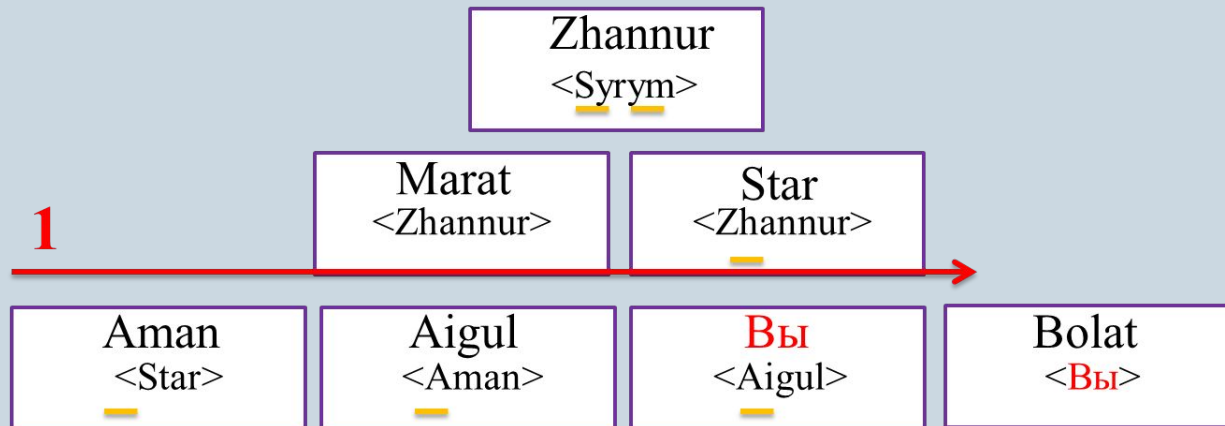 Zhannur
<Syrym>
Marat
<Zhannur>
Star
<Zhannur>
1
Aman
<Star>
Aigul
<Aman>
Вы
<Aigul>
Bolat
<Вы>